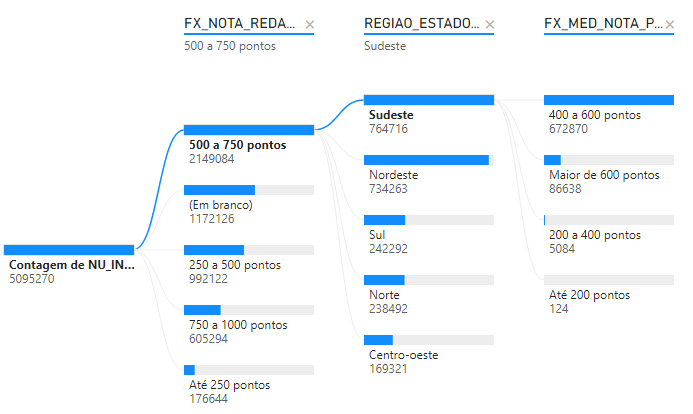 FX_NOTA_REDA... ×
500 a 750 pontos
REGIAO_ESTADO... ×
Sudeste
FX_MED_NOTA_P... ×
Contagem de NU_IN...
5095270
500 a 750 pontos
2149084
(Em branco)
1172126
250 a 500 pontos
992122
750 a 1000 pontos
605294
Até 250 pontos
176644
Sudeste
764716
Nordeste
734263
Sul
242292
Norte
238492
Centro-oeste
169321
400 a 600 pontos
672870
Maior de 600 pontos
86638
200 a 400 pontos
5084
Até 200 pontos
124